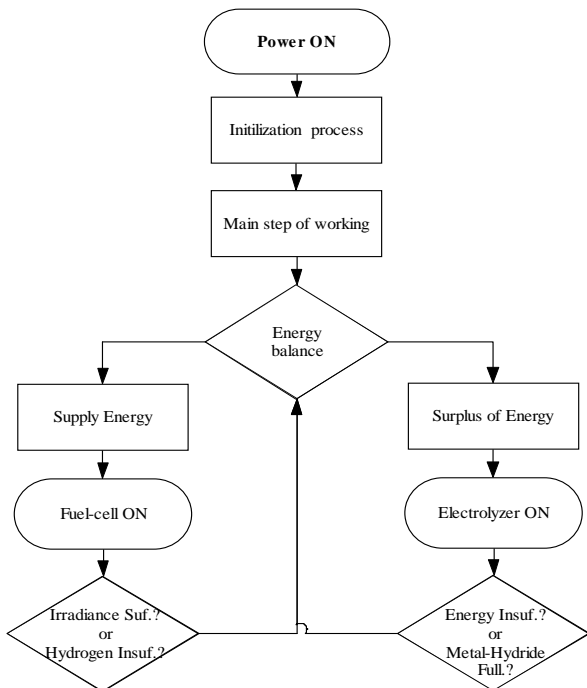 Power ON
Initilization process
Main step of working
Energy
balance
Supply Energy
Surplus of Energy
Fuel-cell ON
Electrolyzer ON
Irradiance Suf.?
or
Hydrogen Insuf.?
Energy Insuf.?
or
Metal-Hydride
Full.?